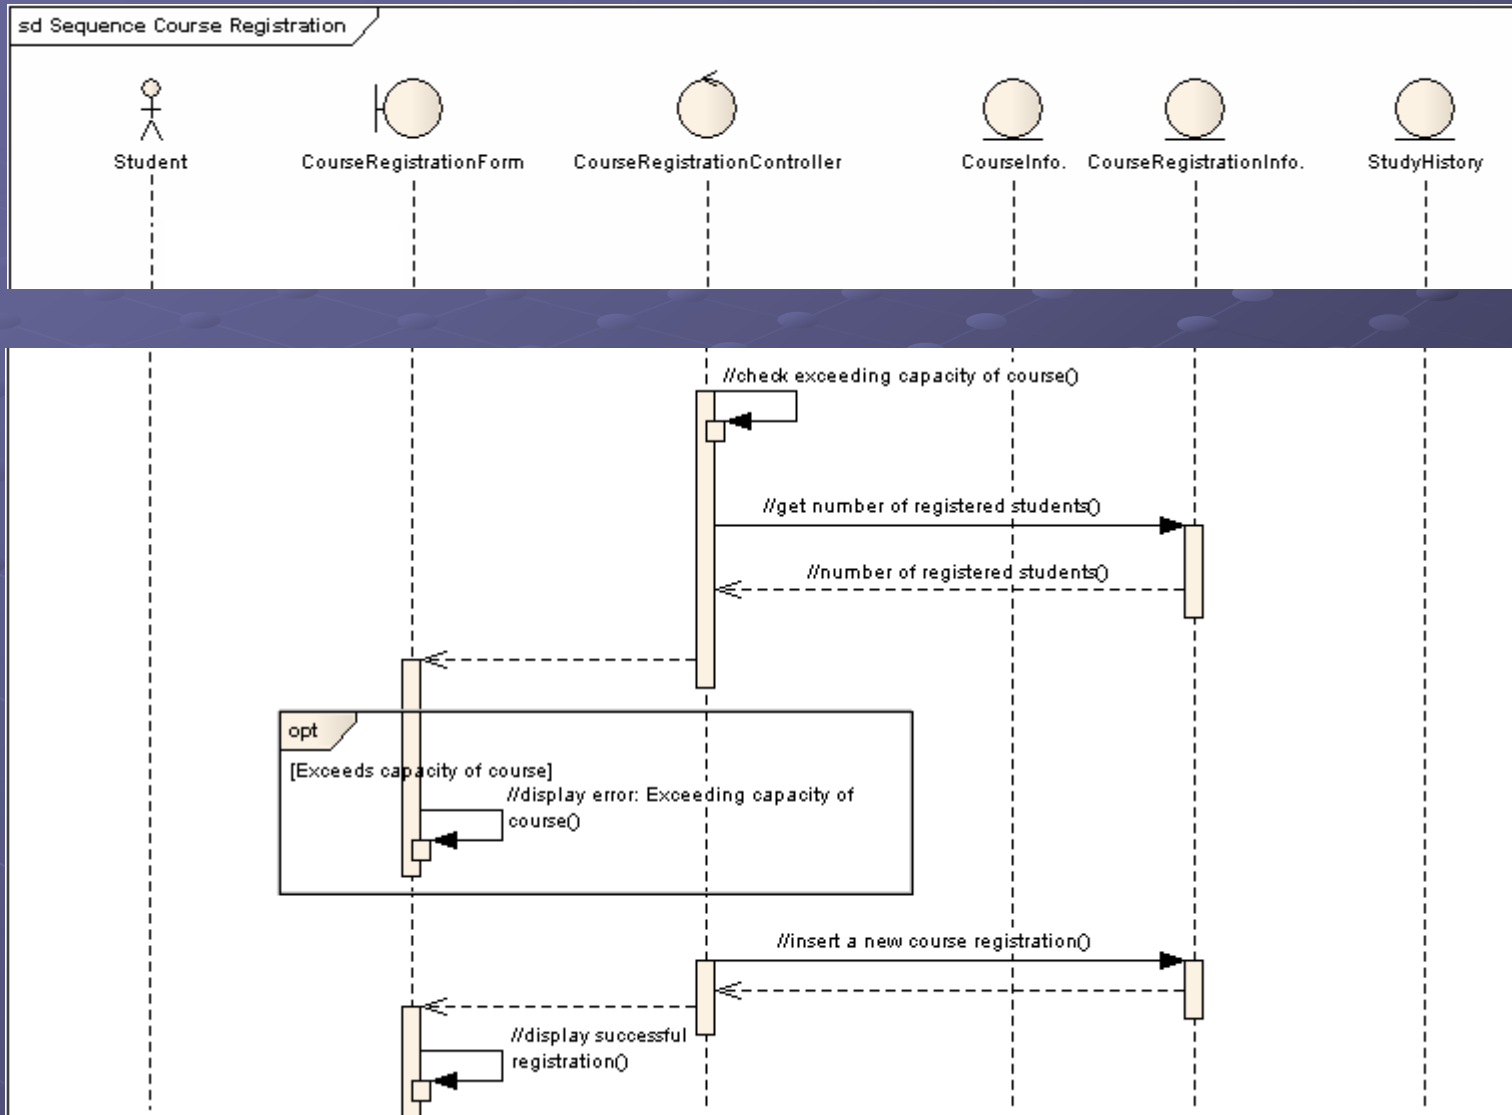 sd Sequence Course Registration
Student
CourseRegistrationForm
CourseRegistrationController
CourseInfo.
CourseRegistrationInfo.
StudyHistory
//check exceeding capacity of course()
//get number of registered students()
//number of registered students()
opt
[Exceeds capacity of course]
//display error: Exceeding capacity of
course()
//insert a new course registration()
//display successful
registration()